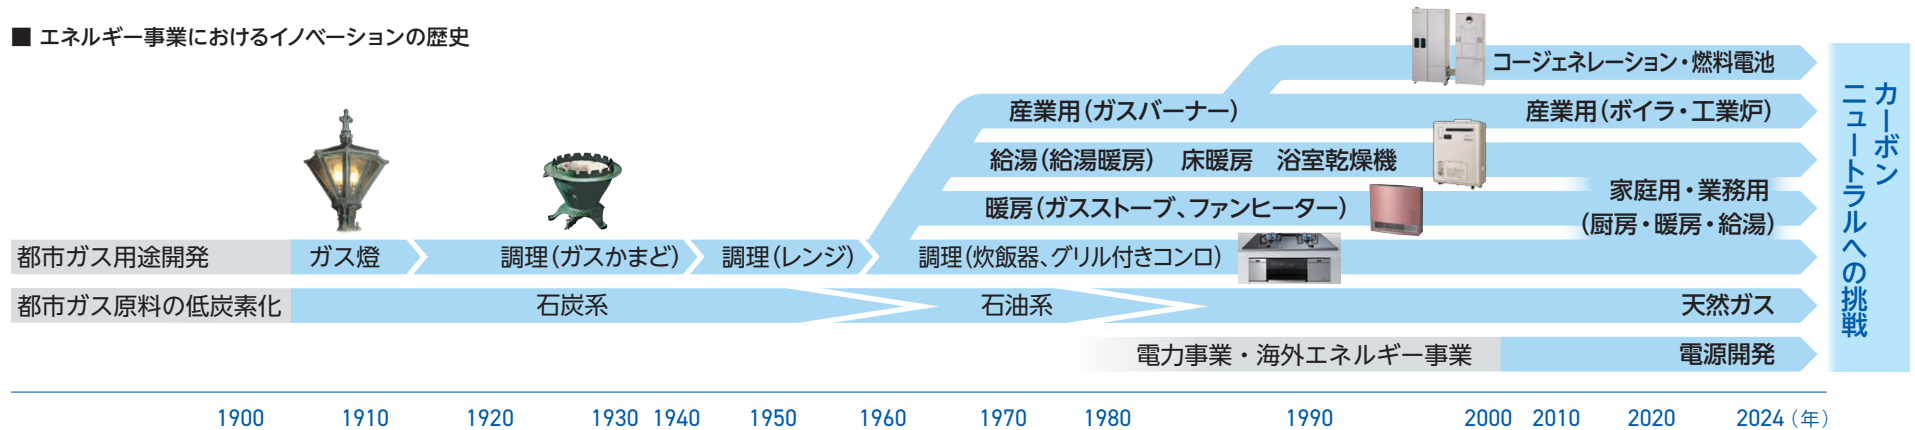 ■ エネルギー事業におけるイノベーションの歴史
コージェネレーション・燃料電池
産業用（ガスバーナー）
産業用（ボイラ・工業炉）
給湯（給湯暖房） 床暖房 浴室乾燥機
暖房（ガスストーブ、ファンヒーター）
家庭用・業務用
（厨房・暖房・給湯）
都市ガス用途開発
ガス燈
調理（ガスかまど）
調理（レンジ）
調理（炊飯器、グリル付きコンロ）
都市ガス原料の低炭素化
石炭系
石油系
天然ガス
電力事業・海外エネルギー事業
電源開発
カーボン
ニュートラルへの挑戦
1900 1910 1920 1930 1940 1950 1960 1970 1980 1990 2000 2010 2020 2024（年）